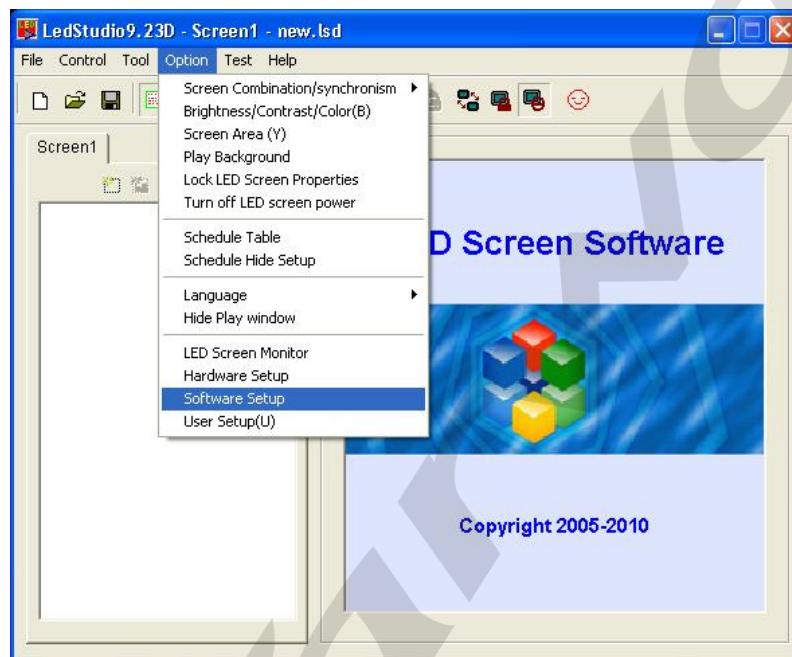 LedStudio9.23D - Screen1 - new.lsd
File Control Tool Option Test Help
Screen Combination/synchronism
Brightness/Contrast/Color(B)
Screen Area (Y)
Play Background
Lock LED Screen Properties
Turn off LED screen power
Schedule Table
Schedule Hide Setup
Language
Hide Play window
LED Screen Monitor
Hardware Setup
Software Setup
User Setup(U)
Screen1
D Screen Software
Copyright 2005-2010